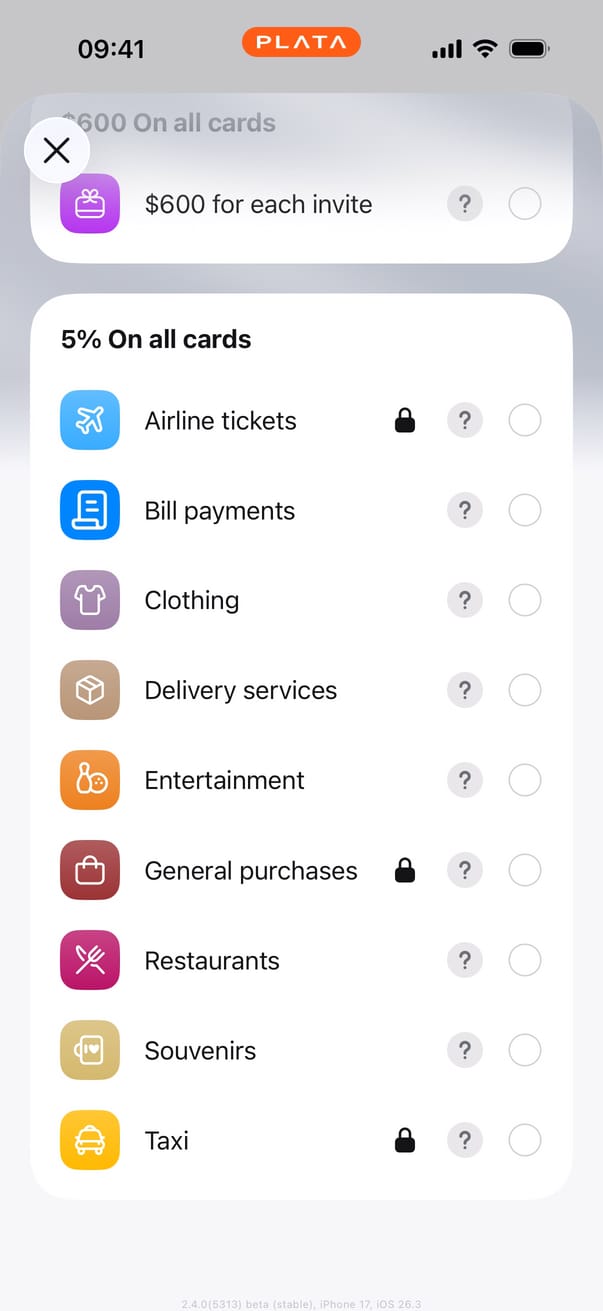 09:41
PLATA
$600 On all cards
$600 for each invite
?
5% On all cards
Airline tickets
?
Bill payments
?
Clothing
?
Delivery services
?
Entertainment
?
General purchases
?
Restaurants
?
Souvenirs
?
Taxi
?
2.4.0(5313) beta (stable), iPhone 17, iOS 26.3